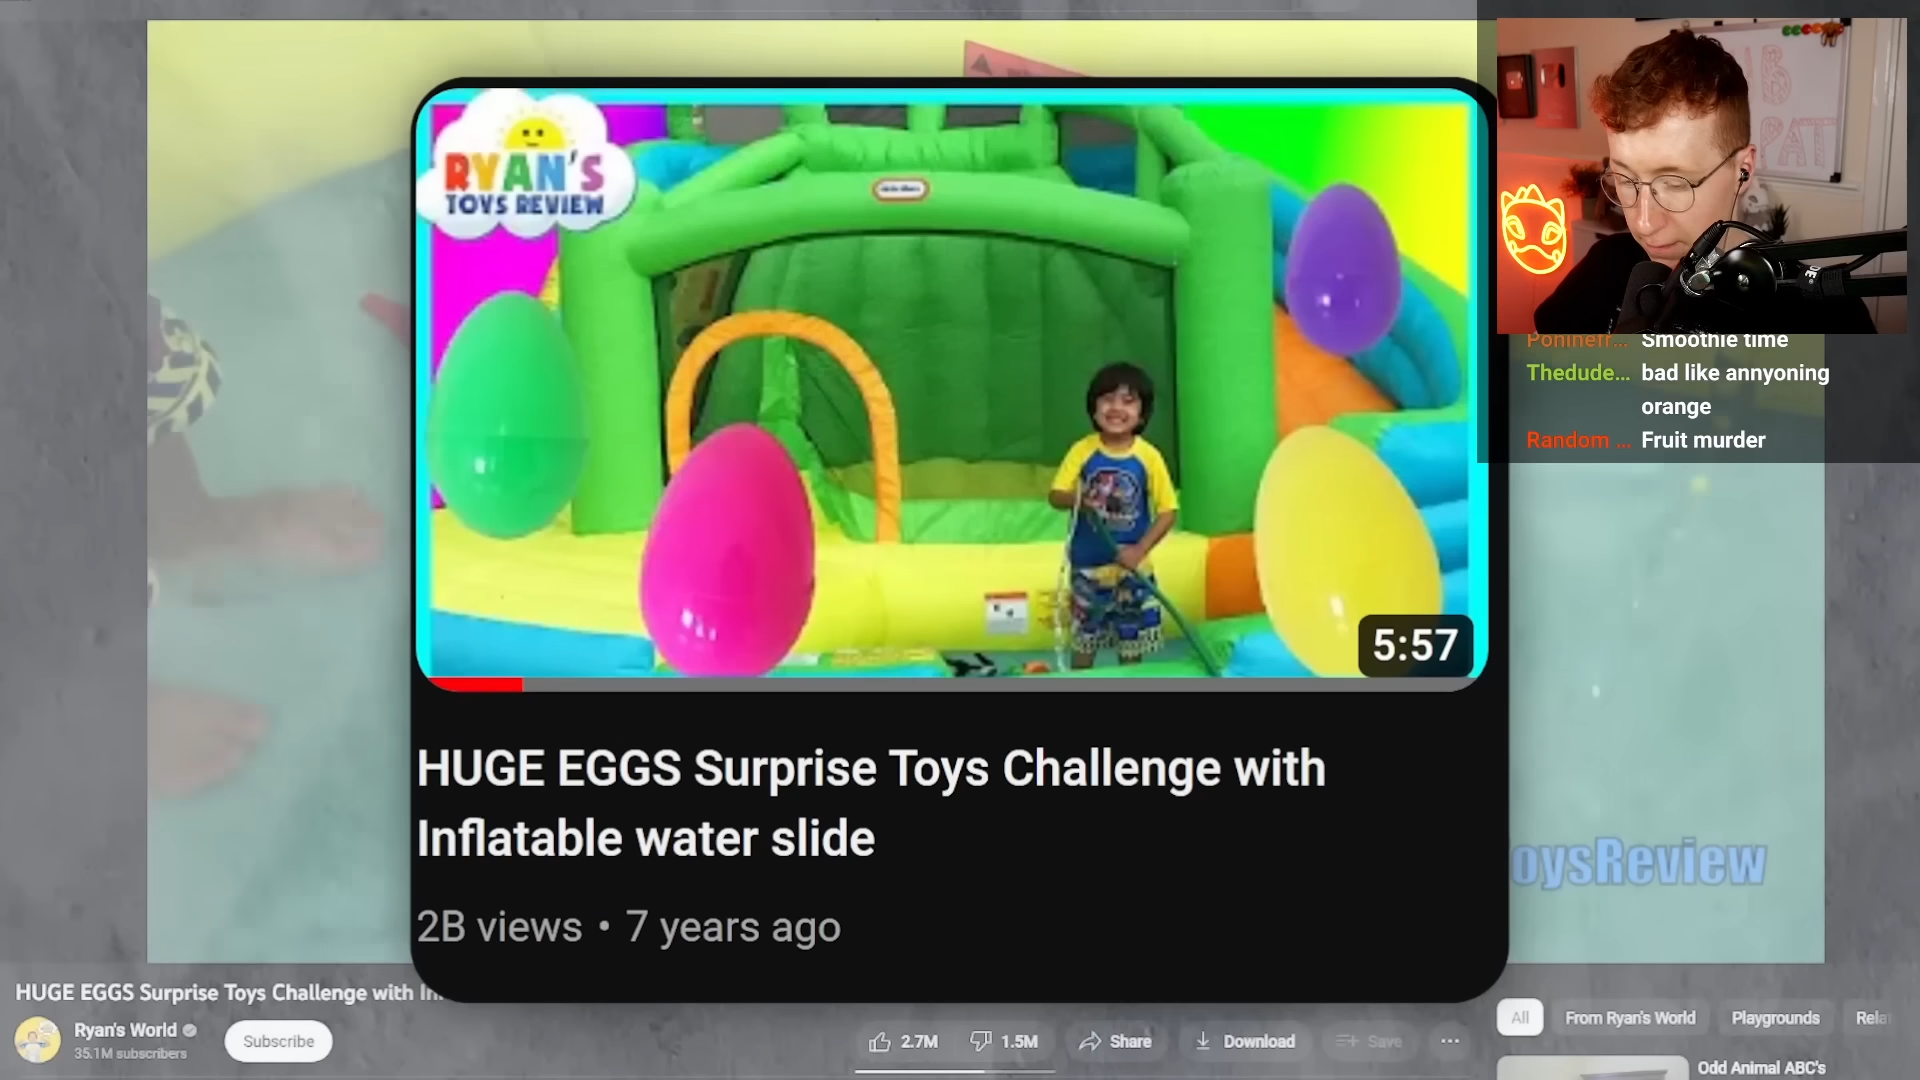 RYAN'S
TOYS REVIEW
5:57
HUGE EGGS Surprise Toys Challenge with
Inflatable water slide
2B views • 7 years ago
Poninefr... Smoothie time
Thedude... bad like annyoning
orange
Random ... Fruit murder
oysReview
HUGE EGGS Surprise Toys Challenge with In
Ryan's World
35.1M subscribers
Subscribe
2.7M
1.5M
Share
Download
Save
...
All
From Ryan's World
Playgrounds
Rela
Odd Animal ABC's